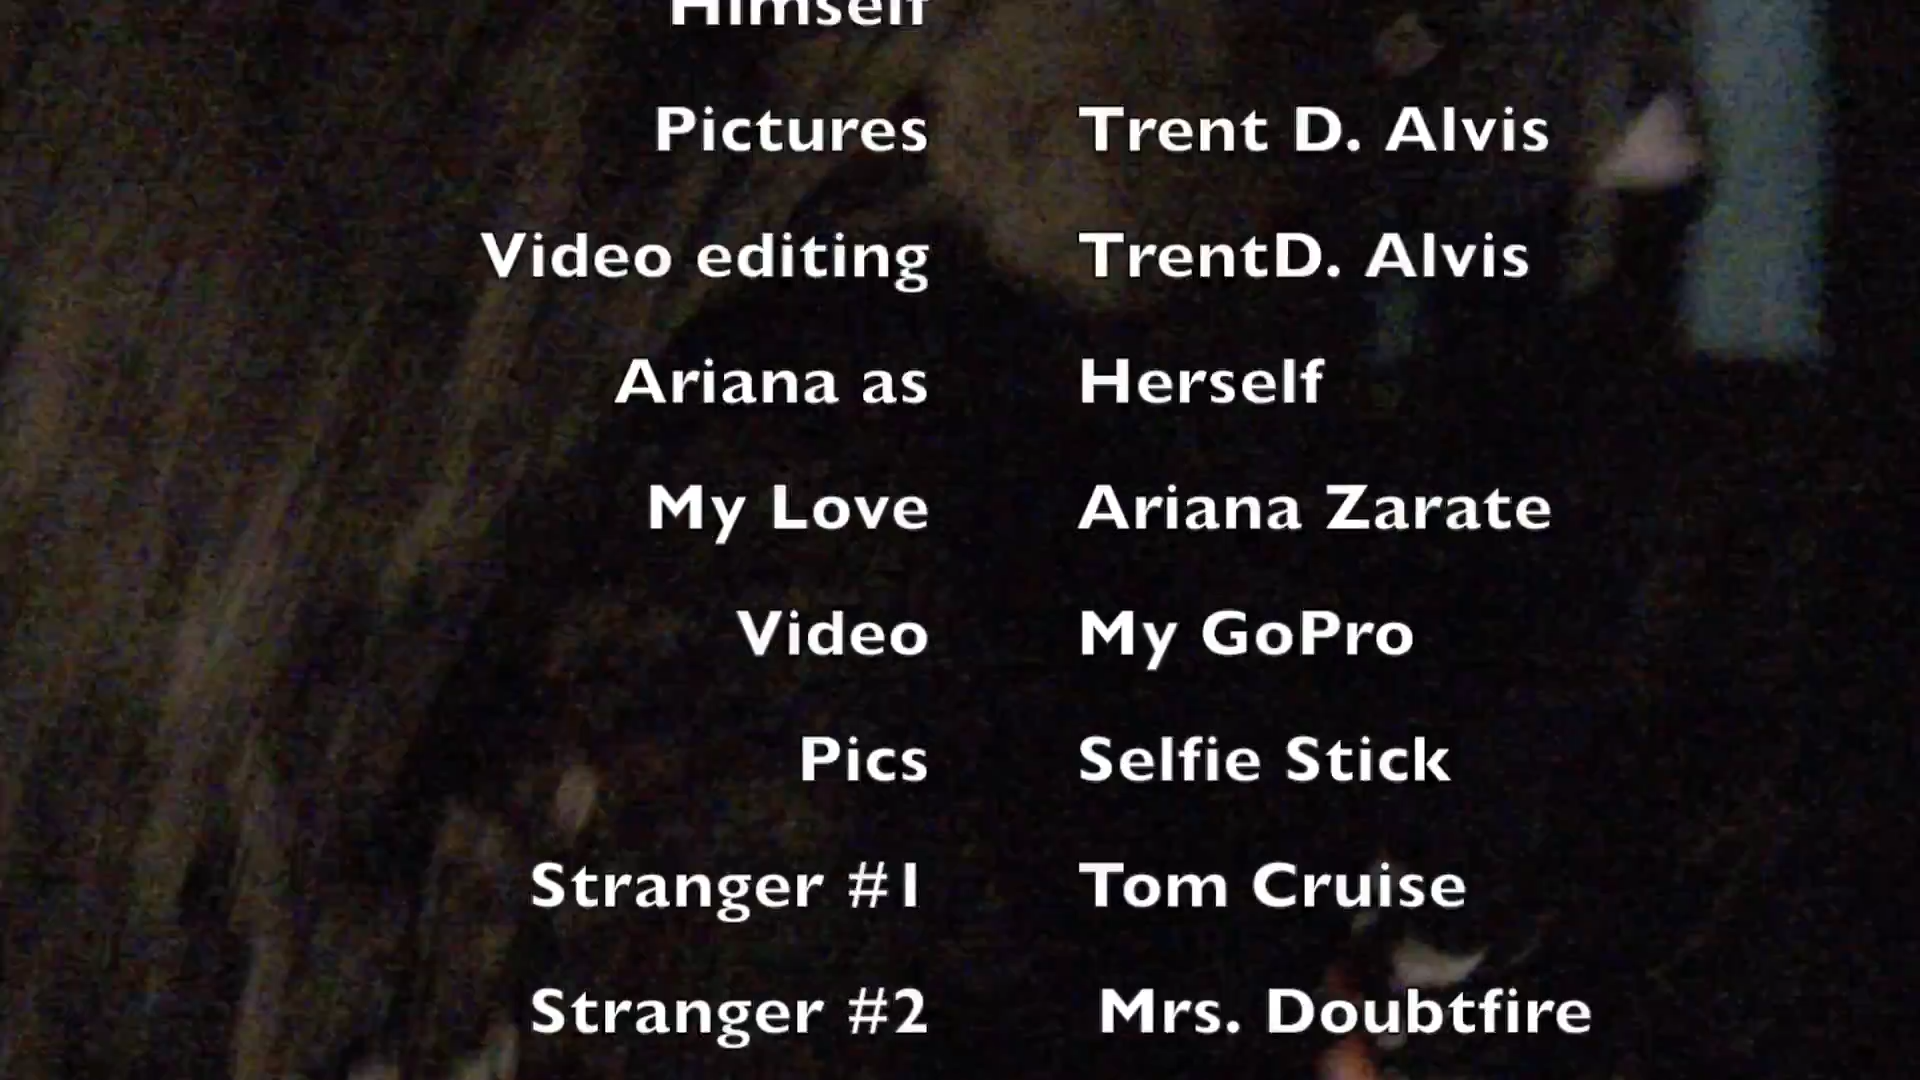 Himself
Pictures Trent D. Alvis
Video editing TrentD. Alvis
Ariana as Herself
My Love Ariana Zarate
Video My GoPro
Pics Selfie Stick
Stranger #1 Tom Cruise
Stranger #2 Mrs. Doubtfire